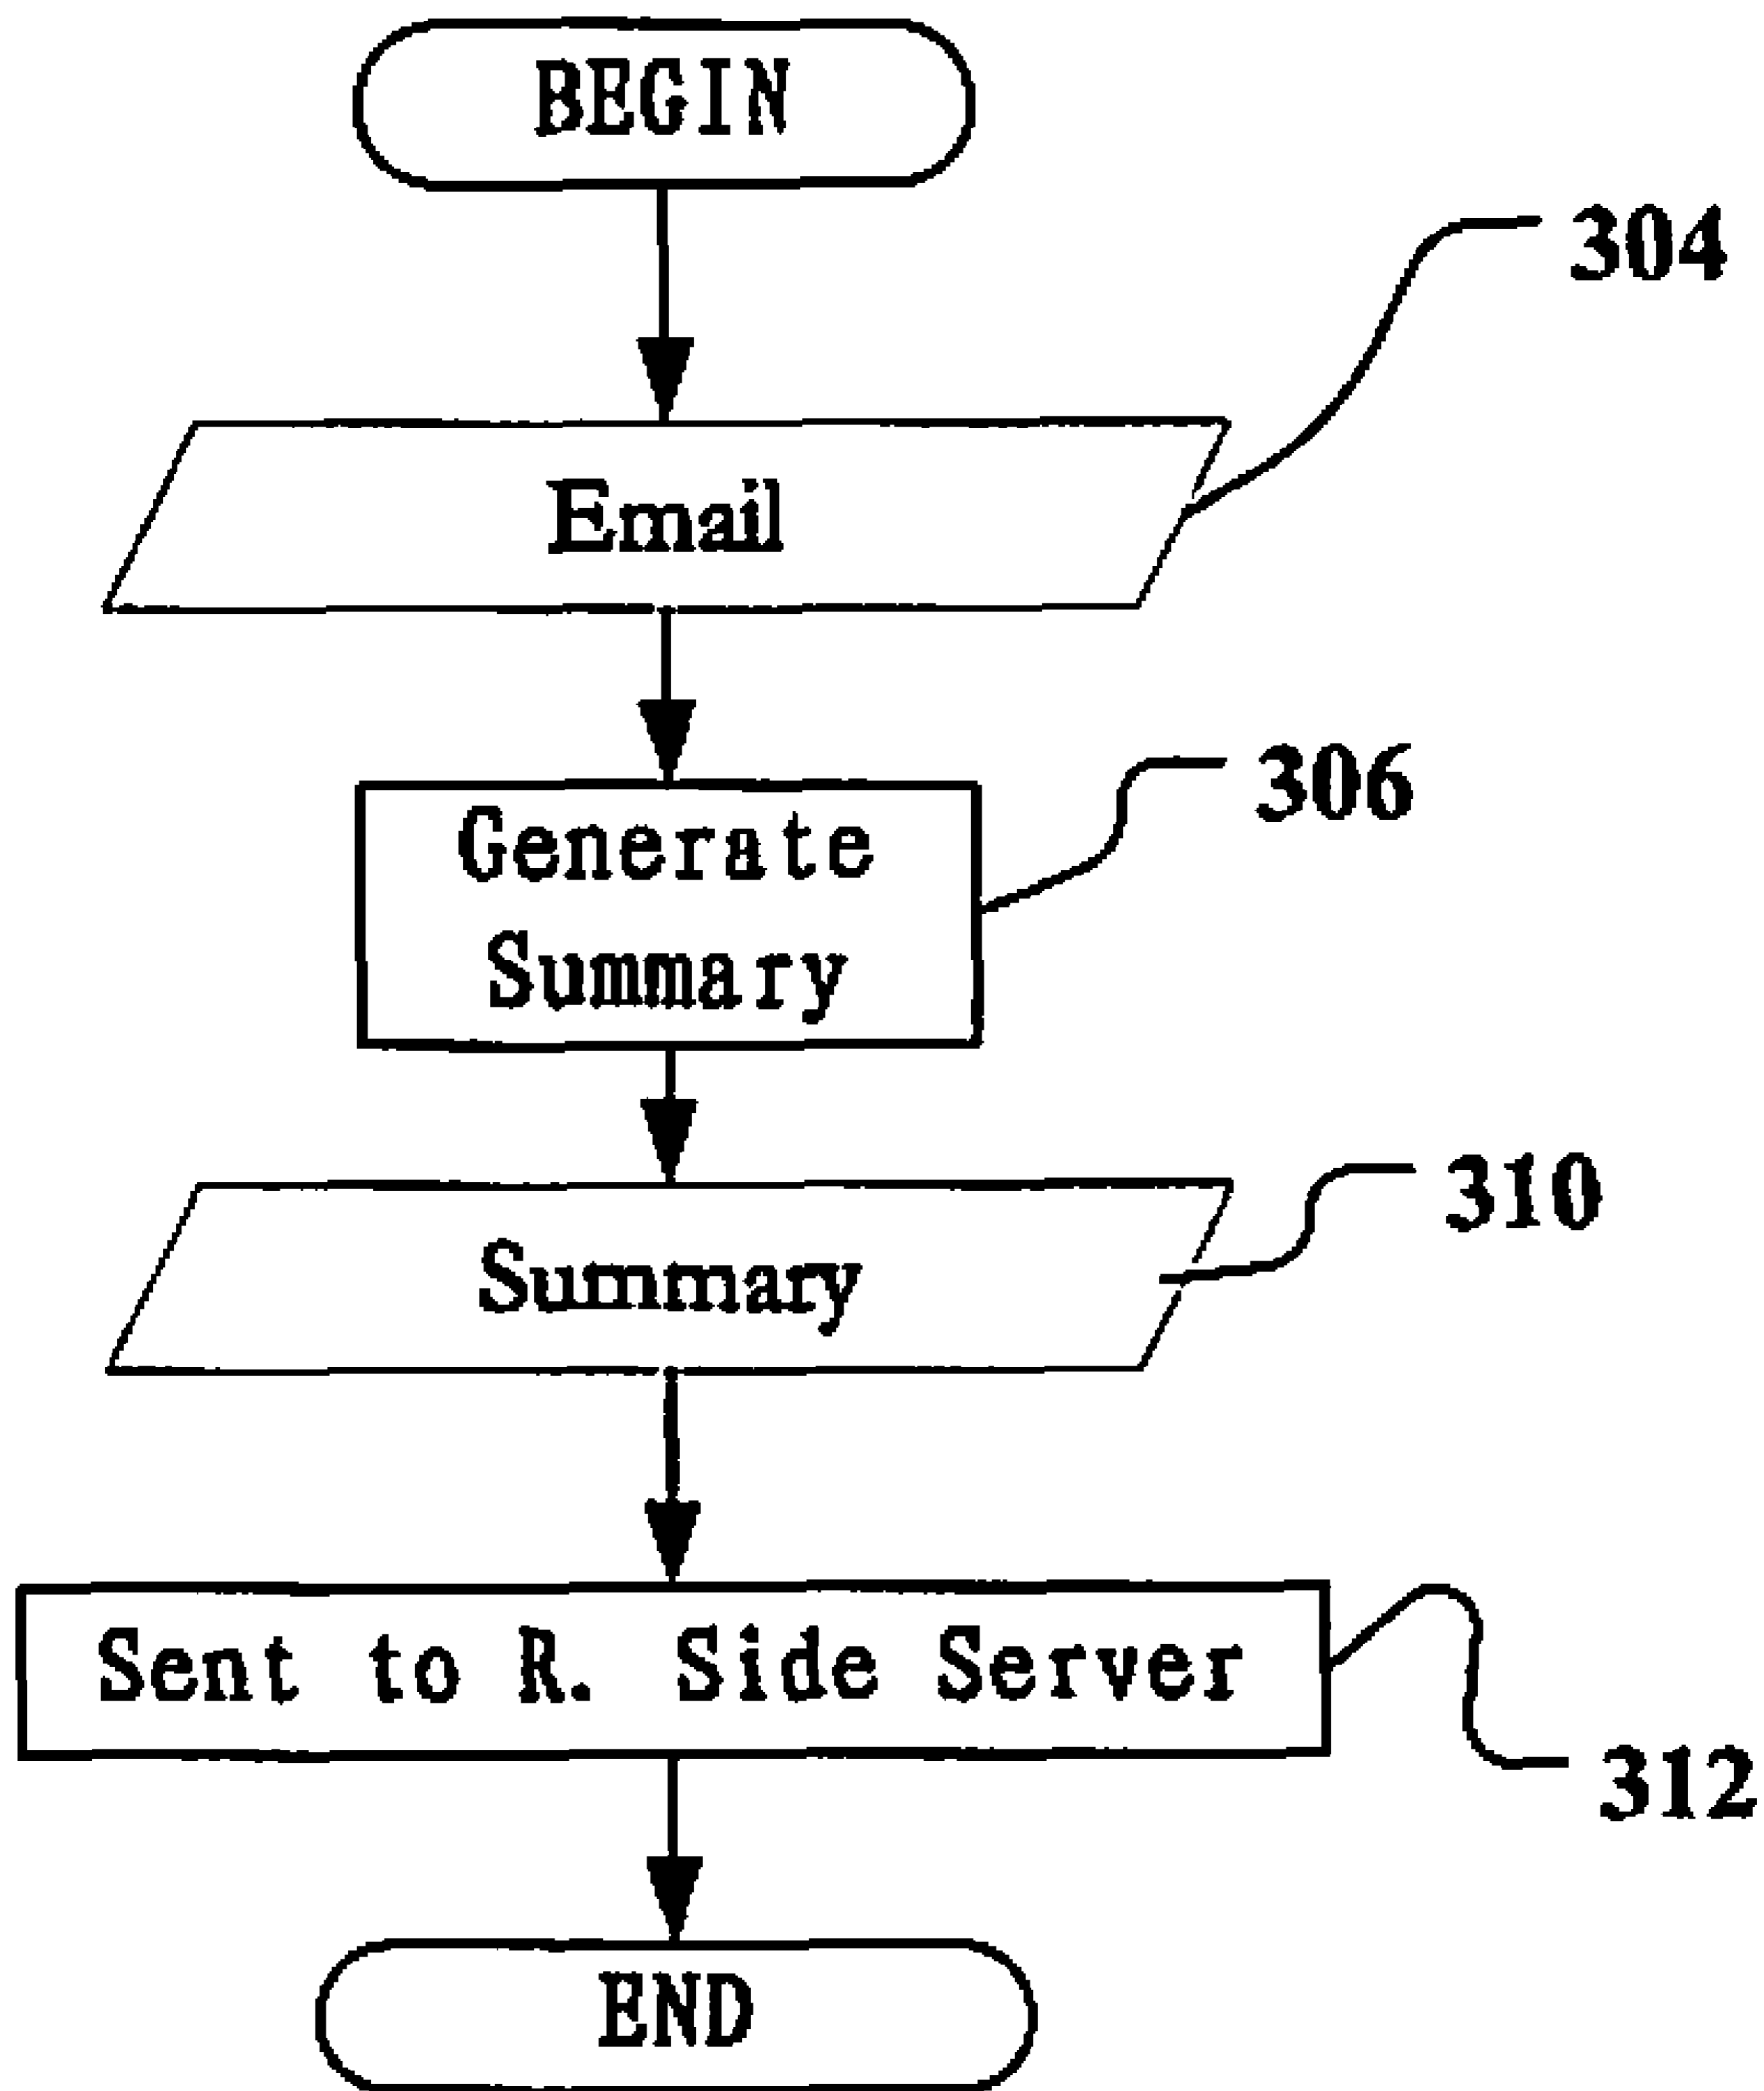 BEGIN
304
Email
306
Generate
Summary
310
Summary
Sent to R. Side Server
312
END